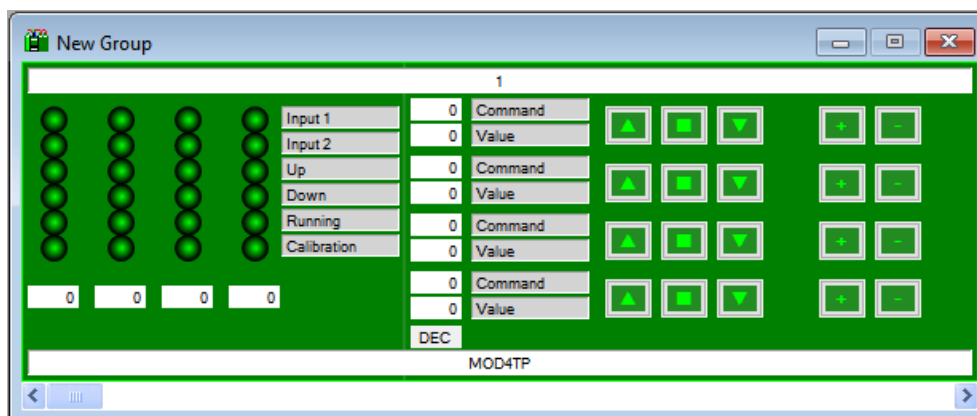 New Group
1
Input 1
Input 2
Up
Down
Running
Calibration
0 0 0 0
0 Command
0 Value
0 Command
0 Value
0 Command
0 Value
0 Command
0 Value
+ -
+ -
+ -
+ -
DEC
MOD4TP